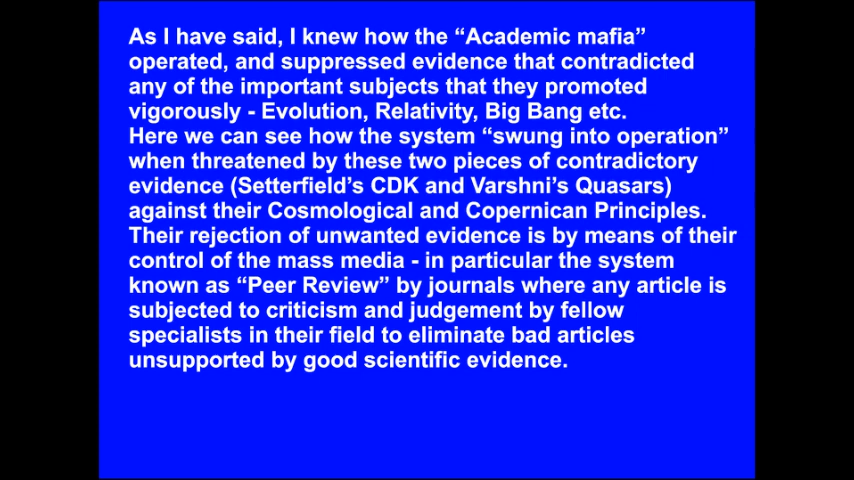 As I have said, I knew how the “Academic mafia”
operated, and suppressed evidence that contradicted
any of the important subjects that they promoted
vigorously - Evolution, Relativity, Big Bang etc.
Here we can see how the system “swung into operation”
when threatened by these two pieces of contradictory
evidence (Setterfield’s CDK and Varshni’s Quasars)
against their Cosmological and Copernican Principles.
Their rejection of unwanted evidence is by means of their
control of the mass media - in particular the system
known as “Peer Review” by journals where any article is
subjected to criticism and judgement by fellow
specialists in their field to eliminate bad articles
unsupported by good scientific evidence.